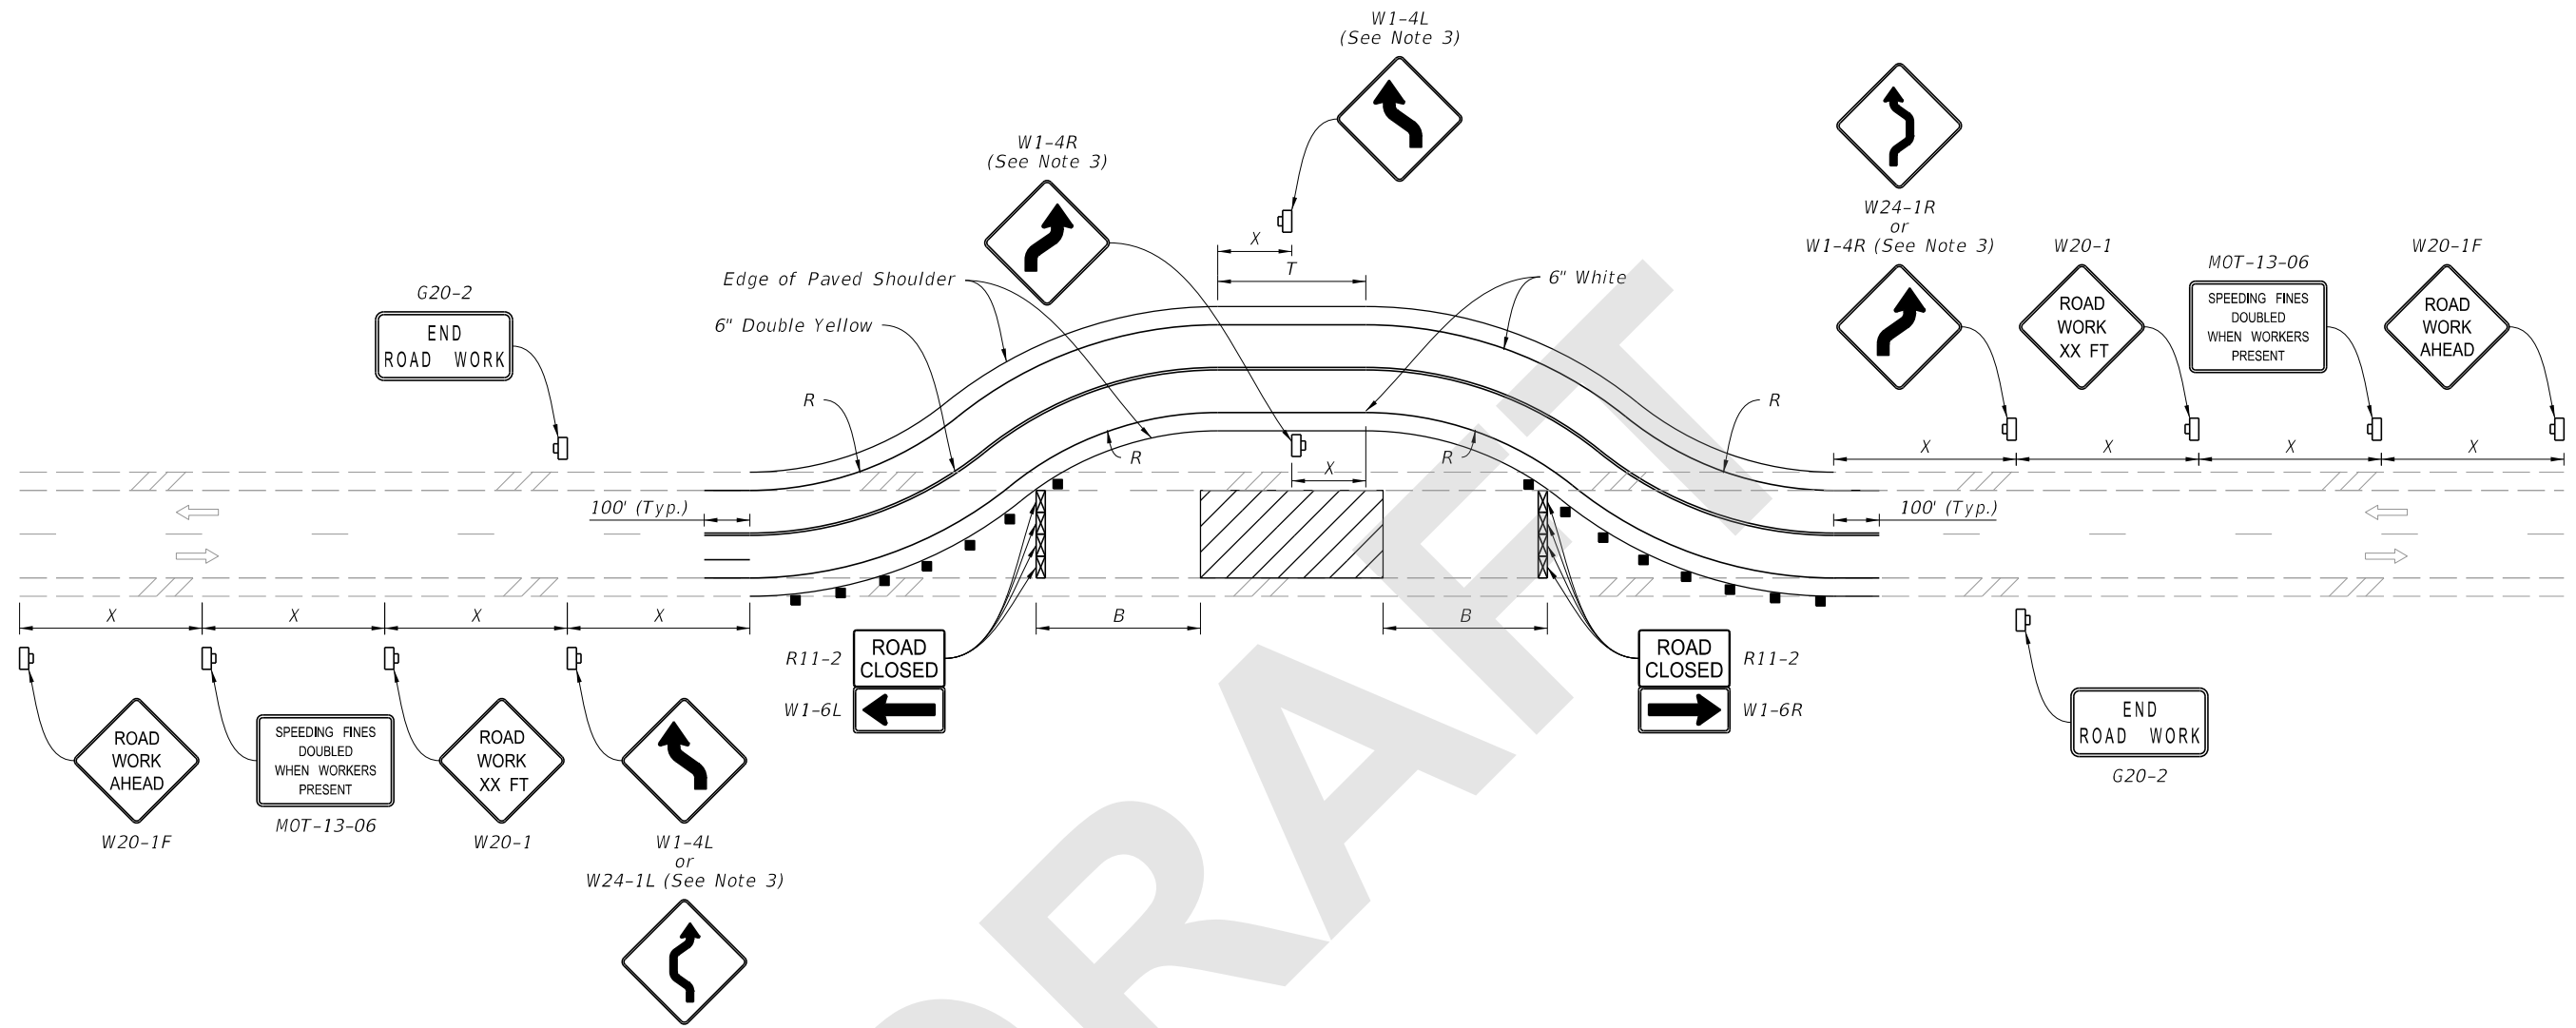 W1-4L
(See Note 3)
W1-4R
(See Note 3)
X
T
Edge of Paved Shoulder
6" White
6" Double Yellow
G20-2
END
ROAD WORK
W24-1R
or
W1-4R (See Note 3)
W20-1
ROAD
WORK
XX FT
MOT-13-06
SPEEDING FINES
DOUBLED
WHEN WORKERS
PRESENT
W20-1F
ROAD
WORK
AHEAD
R
R
R
R
X
X
X
X
X
100' (Typ.)
100' (Typ.)
X
X
X
X
B
B
R11-2
ROAD
CLOSED
W1-6L
ROAD
CLOSED
R11-2
W1-6R
ROAD
WORK
AHEAD
W20-1F
SPEEDING FINES
DOUBLED
WHEN WORKERS
PRESENT
MOT-13-06
ROAD
WORK
XX FT
W20-1
W1-4L
or
W24-1L (See Note 3)
END
ROAD WORK
G20-2
DRAFT